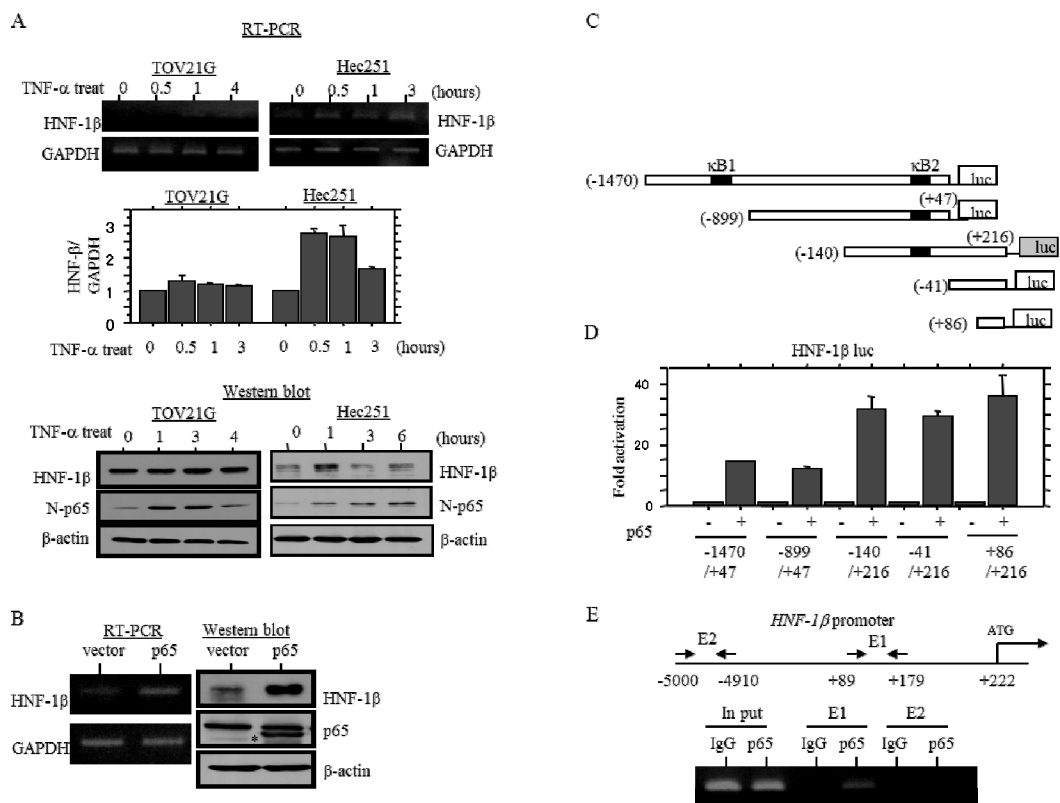 A
RT-PCR
TOV21G Hec251
TNF-α treat 0 0.5 1 4 0 0.5 1 3 (hours)
HNF-1β HNF-1β
GAPDH GAPDH
TOV21G Hec251
HNF-β/
GAPDH
3
2
1
0
TNF-α treat 0 0.5 1 3 0 0.5 1 3 (hours)
Western blot
TOV21G Hec251
TNF-α treat 0 1 3 4 0 1 3 6 (hours)
HNF-1β HNF-1β
N-p65 N-p65
β-actin β-actin
B
RT-PCR Western blot
vector p65 vector p65
HNF-1β HNF-1β
GAPDH * p65
β-actin
C
κB1 κB2
(-1470) luc
(+47)
(-899) luc
(+216)
(-140) luc
(-41) luc
(+86) luc
D
HNF-1β luc
Fold activation
40
20
0
p65 - + - + - + - + - +
-1470 -899 -140 -41 +86
/+47 /+47 /+216 /+216 /+216
E
HNF-1β promoter
E2 E1 ATG
-5000 -4910 +89 +179 +222
In put E1 E2
IgG p65 IgG p65 IgG p65